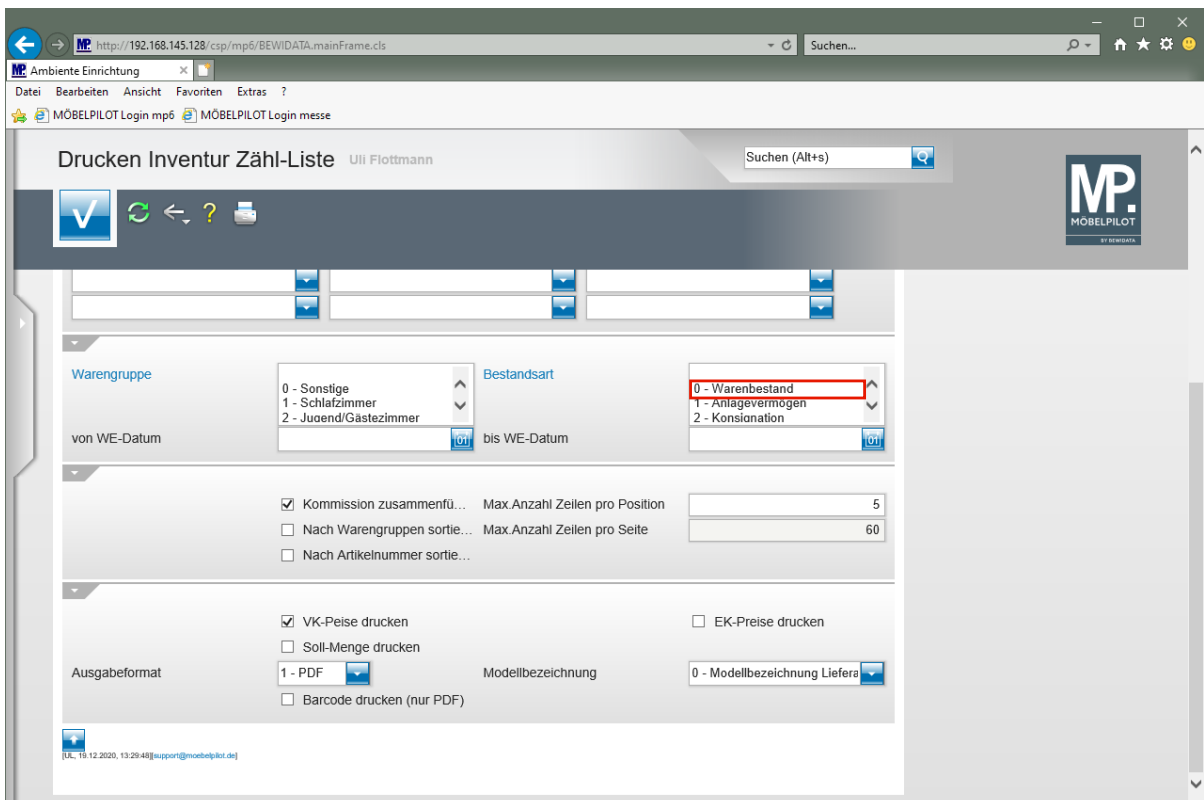 http://192.168.145.128/csp/mp6/BEWIDATA.mainFrame.cls
Suchen...
MP. Ambiente Einrichtung
Datei Bearbeiten Ansicht Favoriten Extras ?
MÖBELPILOT Login mp6 MÖBELPILOT Login messe
Drucken Inventur Zähl-Liste Uli Flottmann
Suchen (Alt+s)
MP.
MÖBELPILOT
BY BEWIDATA
Warengruppe
0 - Sonstige
1 - Schlafzimmer
2 - Jugend/Gästezimmer
Bestandsart
0 - Warenbestand
1 - Anlagevermögen
2 - Konsignation
von WE-Datum 01 bis WE-Datum 01
Kommission zusammenfü... Max.Anzahl Zeilen pro Position 5
Nach Warengruppen sortie... Max.Anzahl Zeilen pro Seite 60
Nach Artikelnummer sortie...
VK-Peise drucken EK-Preise drucken
Soll-Menge drucken
Ausgabeformat 1 - PDF Modellbezeichnung 0 - Modellbezeichnung Liefera
Barcode drucken (nur PDF)
[UL, 19.12.2020, 13:29:48][support@moebelpilot.de]